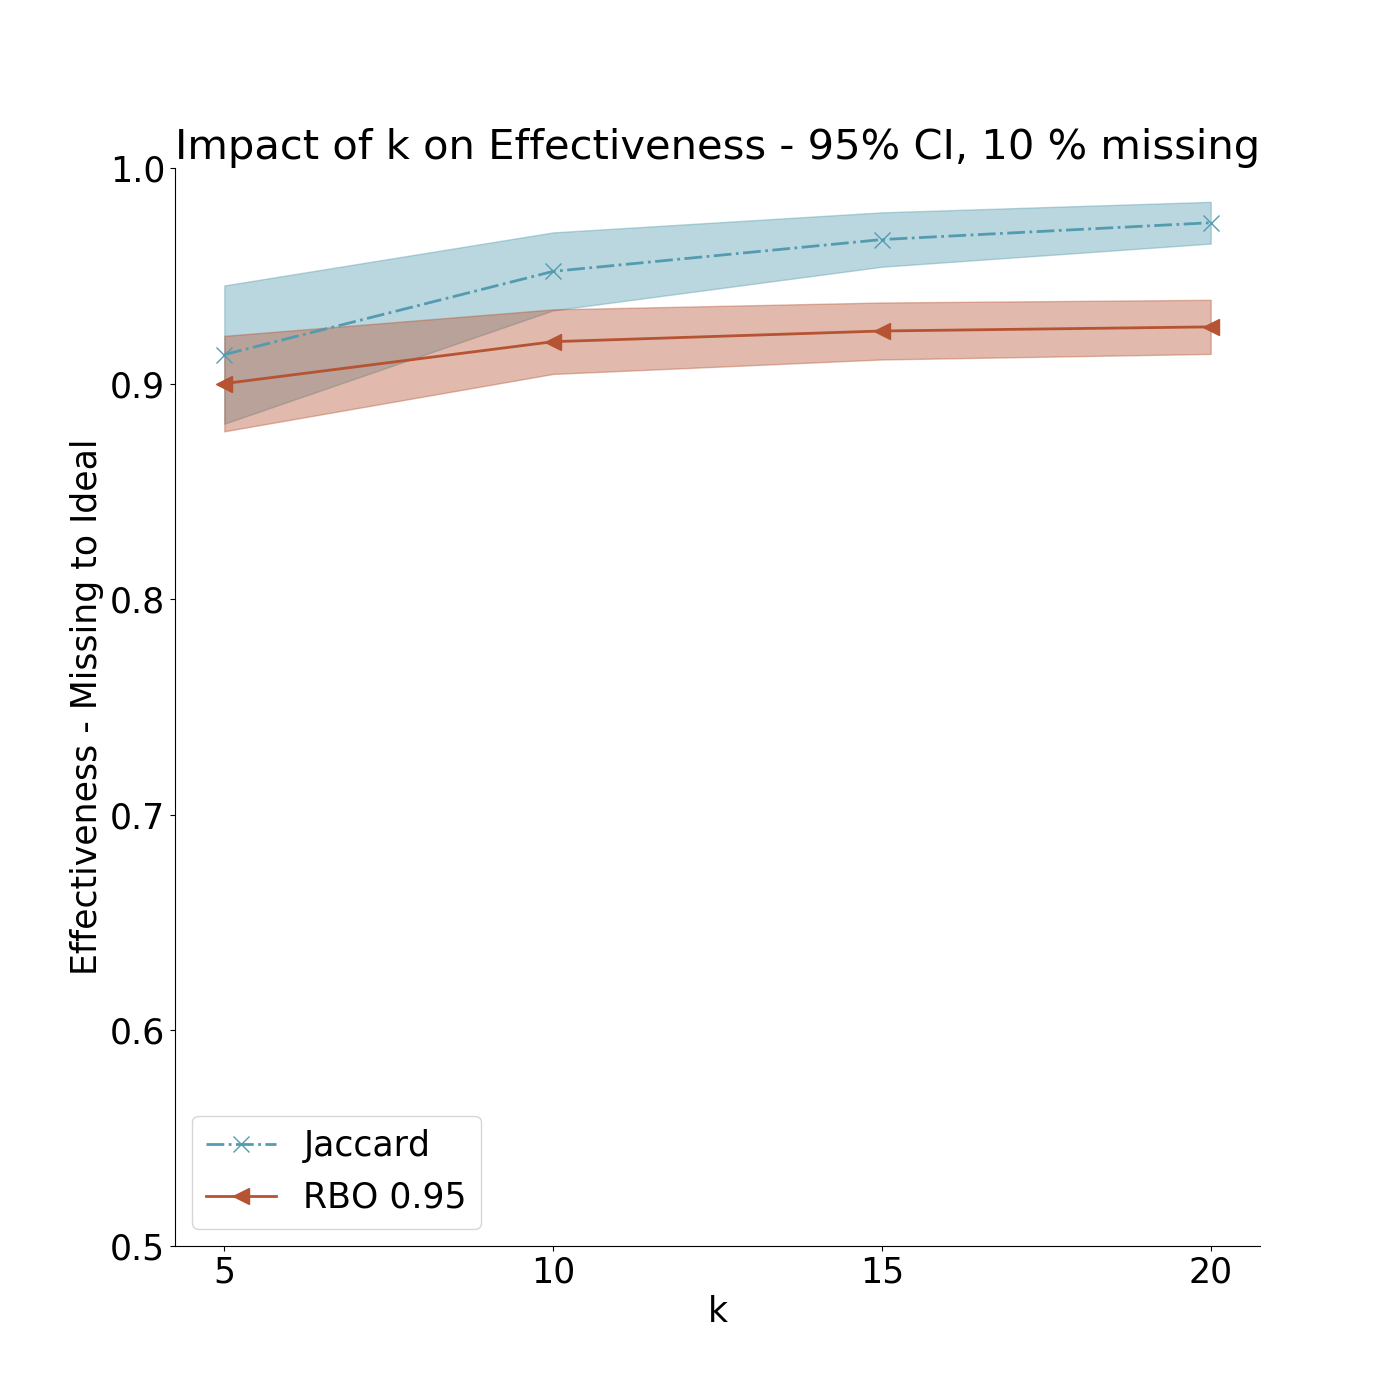 Impact of k on Effectiveness - 95% CI, 10 % missing
1.0
0.9
0.8
0.7
0.6
0.5
Effectiveness - Missing to Ideal
Jaccard
RBO 0.95
5 10 15 20
k